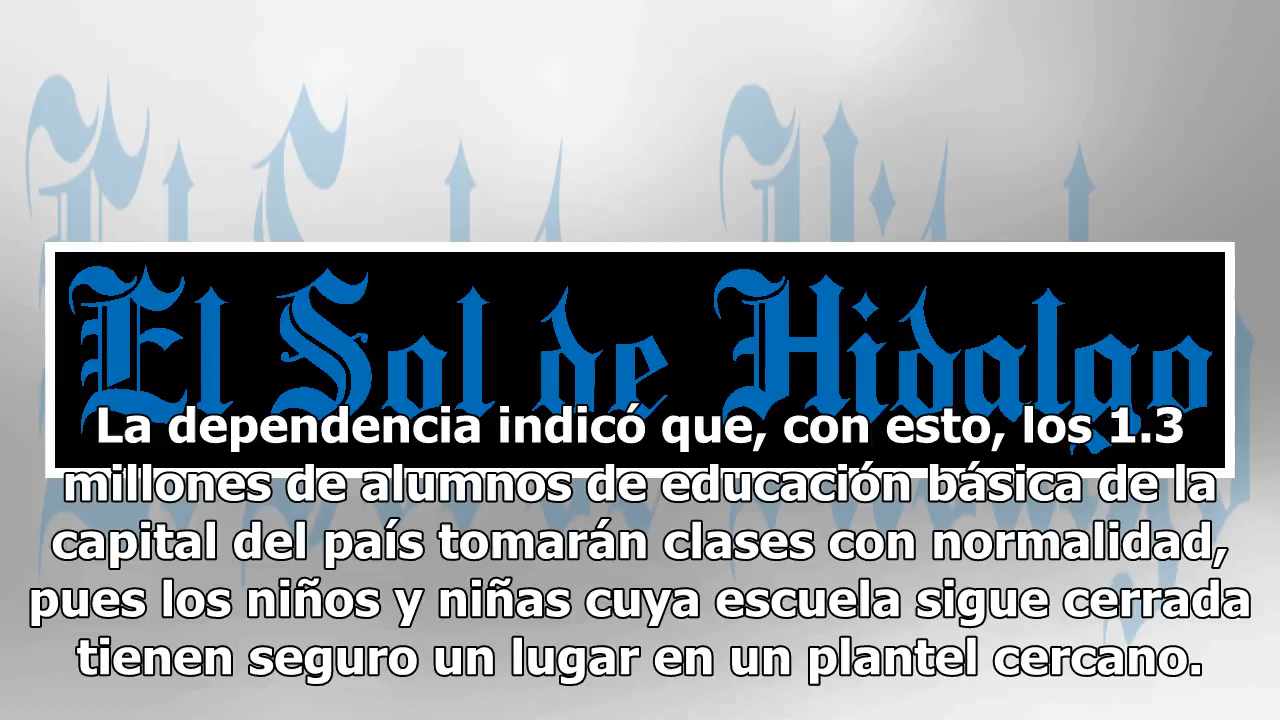 El Sol de Hidalgo
La dependencia indicó que, con esto, los 1.3
millones de alumnos de educación básica de la
capital del país tomarán clases con normalidad,
pues los niños y niñas cuya escuela sigue cerrada
tienen seguro un lugar en un plantel cercano.